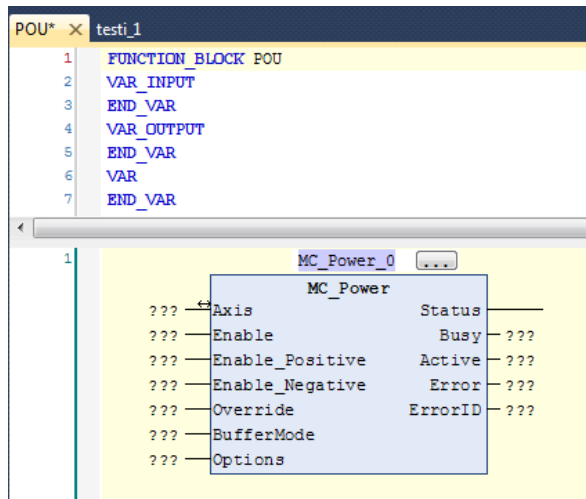 POU* × testi_1
1 FUNCTION_BLOCK POU
2 VAR_INPUT
3 END_VAR
4 VAR_OUTPUT
5 END_VAR
6 VAR
7 END_VAR
1 MC_Power_0 ...
MC_Power
??? Axis Status
??? Enable Busy ???
??? Enable_Positive Active ???
??? Enable_Negative Error ???
??? Override ErrorID ???
??? BufferMode
??? Options